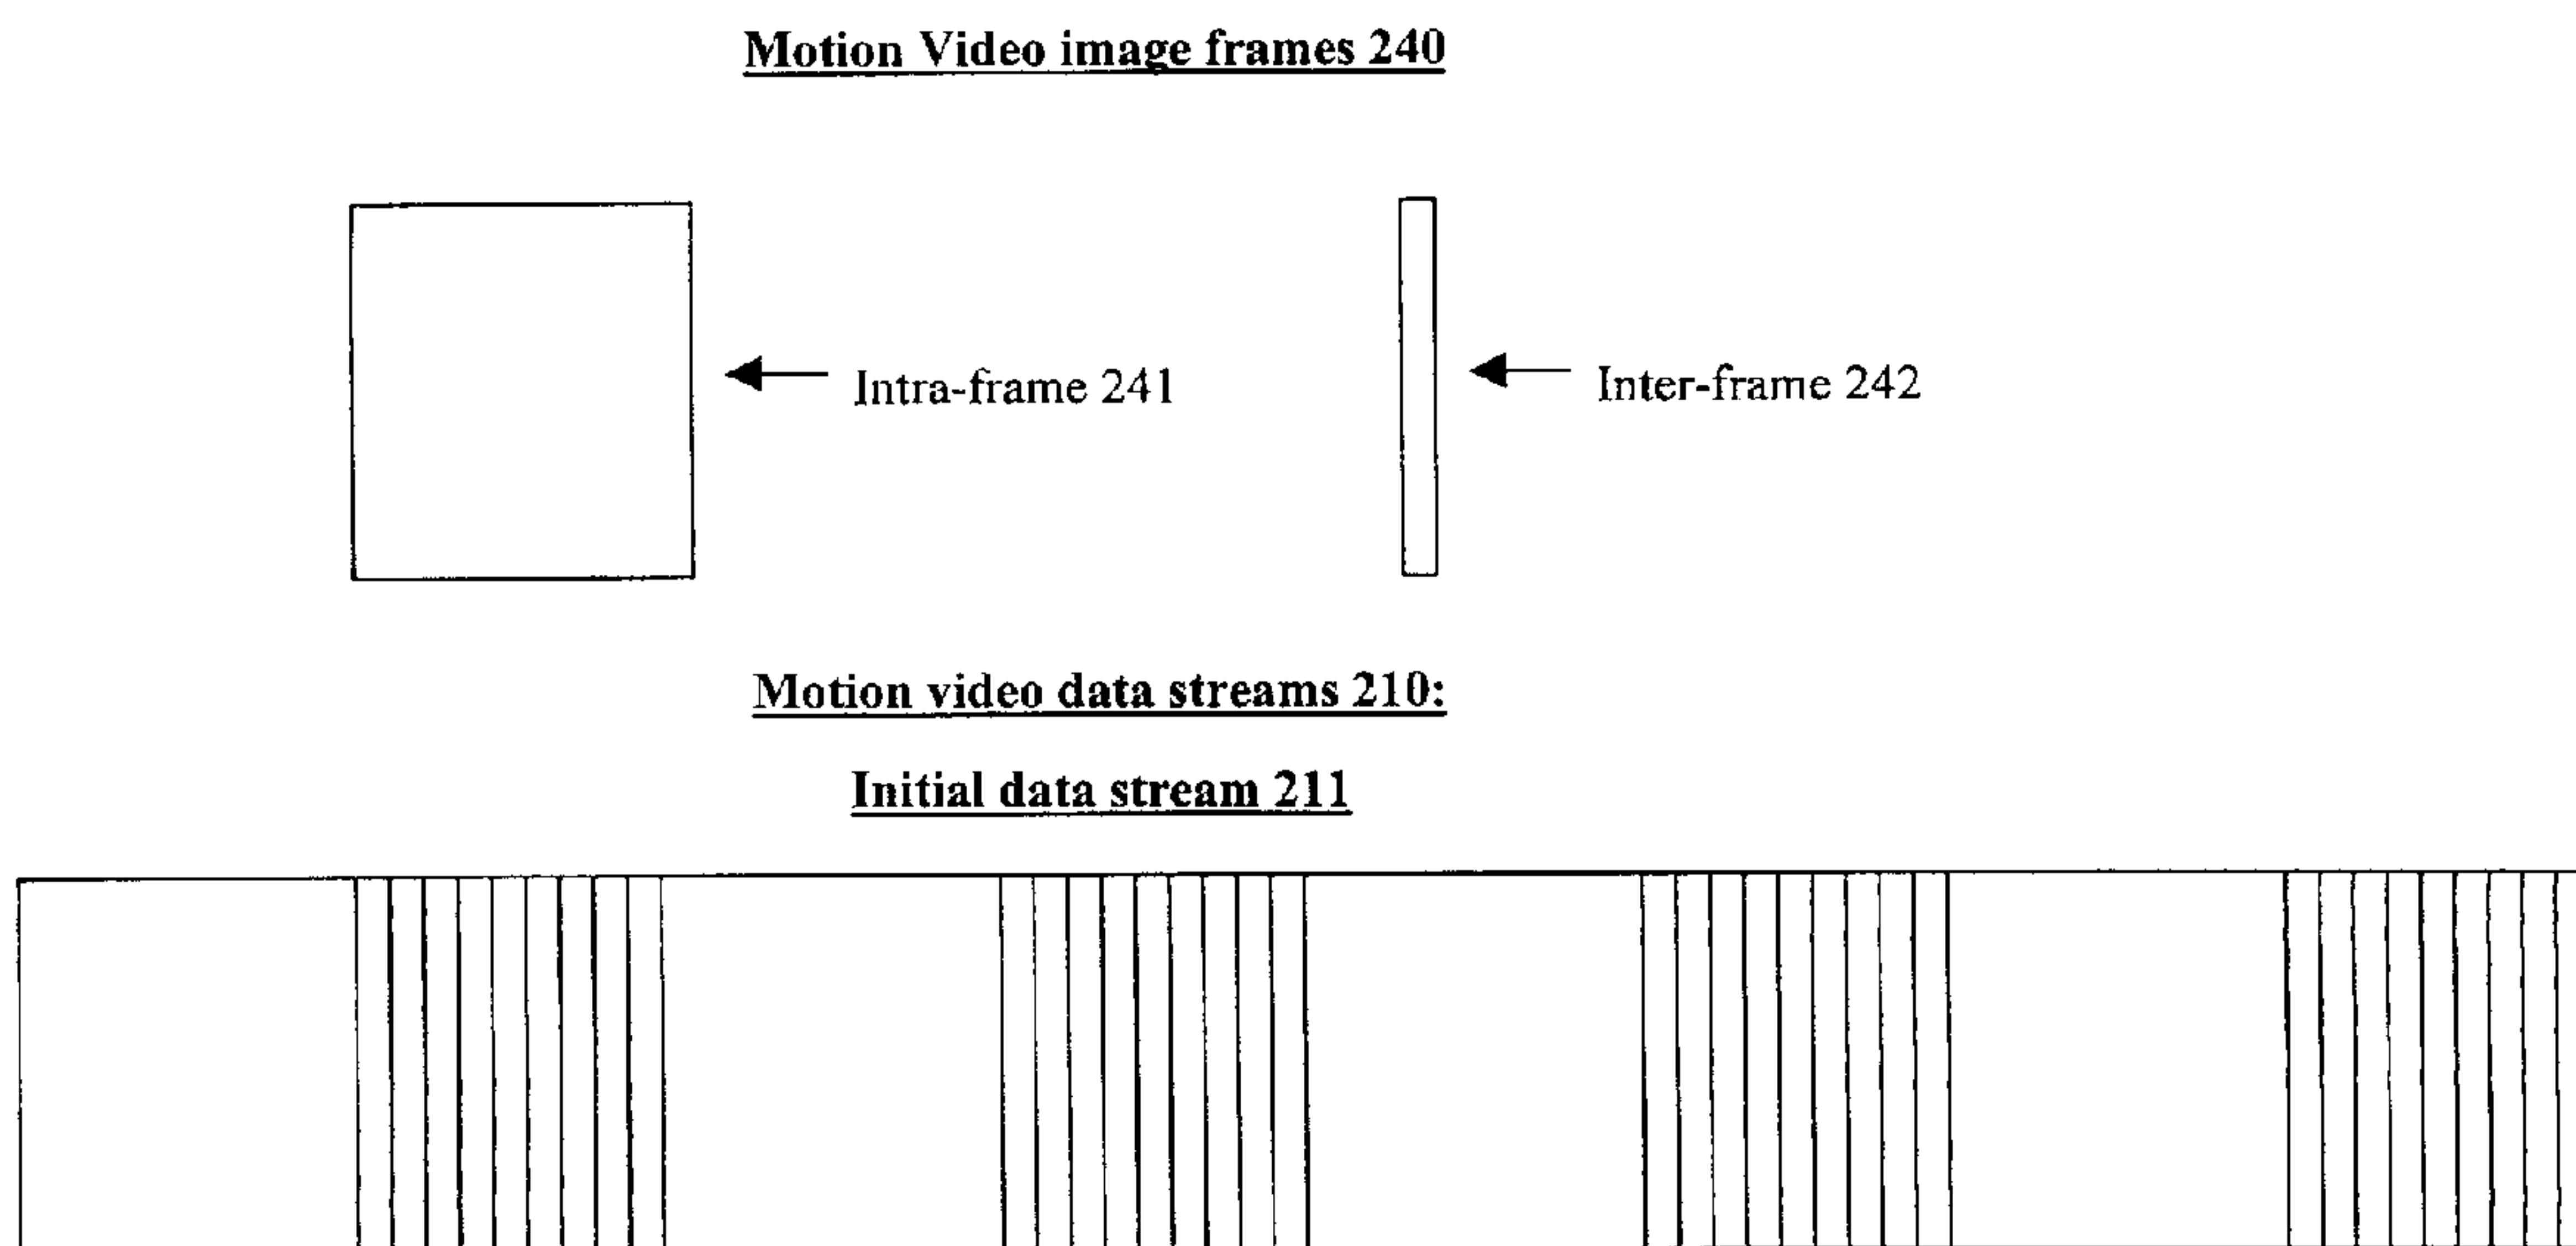 Motion Video image frames 240
Intra-frame 241
Inter-frame 242
Motion video data streams 210:
Initial data stream 211